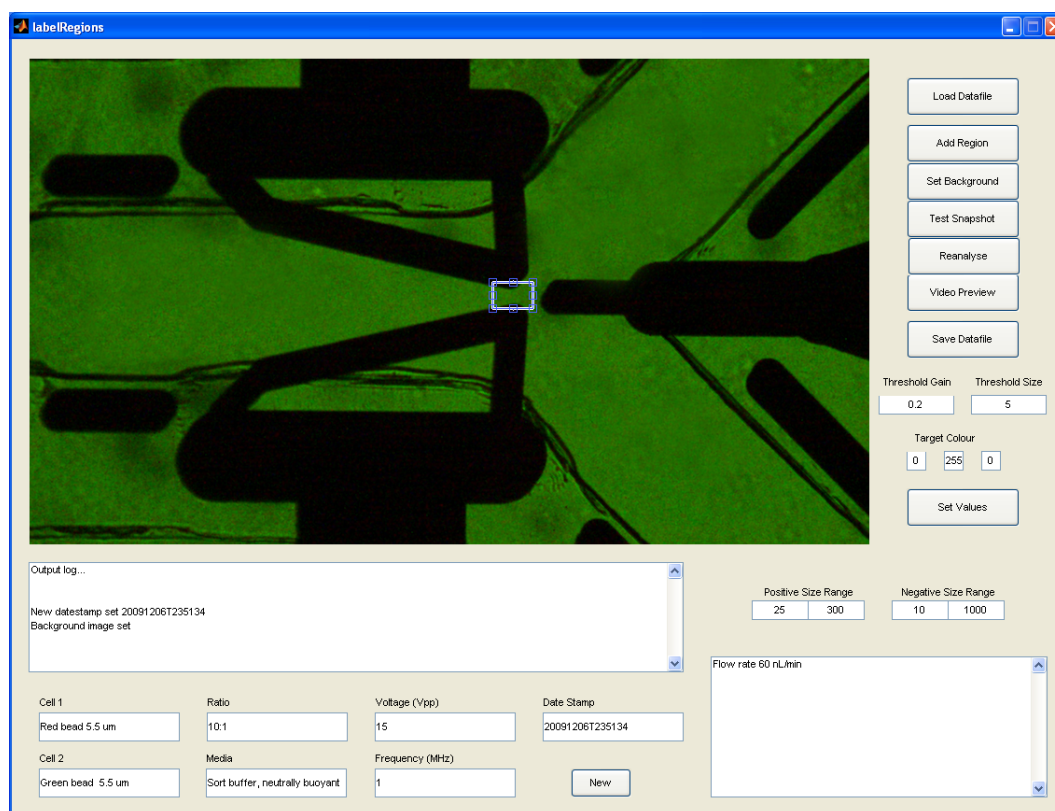 labelRegions
Load Datafile
Add Region
Set Background
Test Snapshot
Reanalyse
Video Preview
Save Datafile
Threshold Gain Threshold Size
0.2 5
Target Colour
0 255 0
Set Values
Output log...
New datestamp set 20091206T235134
Background image set
Positive Size Range Negative Size Range
25 300 10 1000
Flow rate 60 nL/min
Cell 1 Ratio Voltage (Vpp) Date Stamp
Red bead 5.5 um 10:1 15 20091206T235134
Cell 2 Media Frequency (MHz)
Green bead 5.5 um Sort buffer, neutrally buoyant 1 New